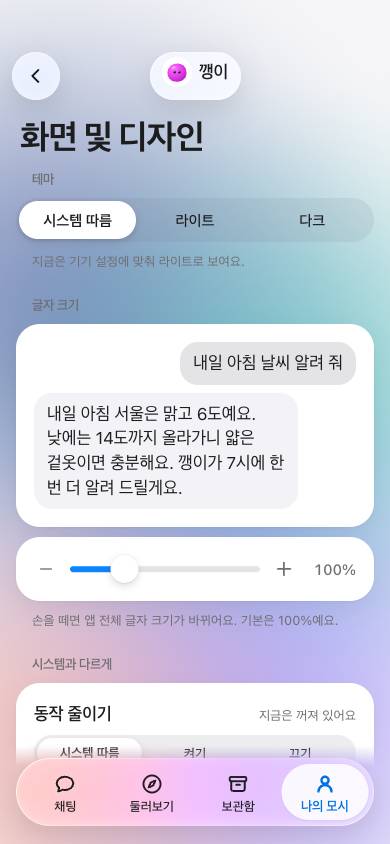 깽이
화면 및 디자인
테마
시스템 따름
라이트
다크
지금은 기기 설정에 맞춰 라이트로 보여요.
글자 크기
내일 아침 날씨 알려 줘
내일 아침 서울은 맑고 6도예요.
낮에는 14도까지 올라가니 얇은
겉옷이면 충분해요. 깽이가 7시에 한
번 더 알려 드릴게요.
100%
손을 떼면 앱 전체 글자 크기가 바뀌어요. 기본은 100%예요.
시스템과 다르게
동작 줄이기
지금은 꺼져 있어요
시스템 따름
켜기
끄기
채팅
둘러보기
보관함
나의 모시